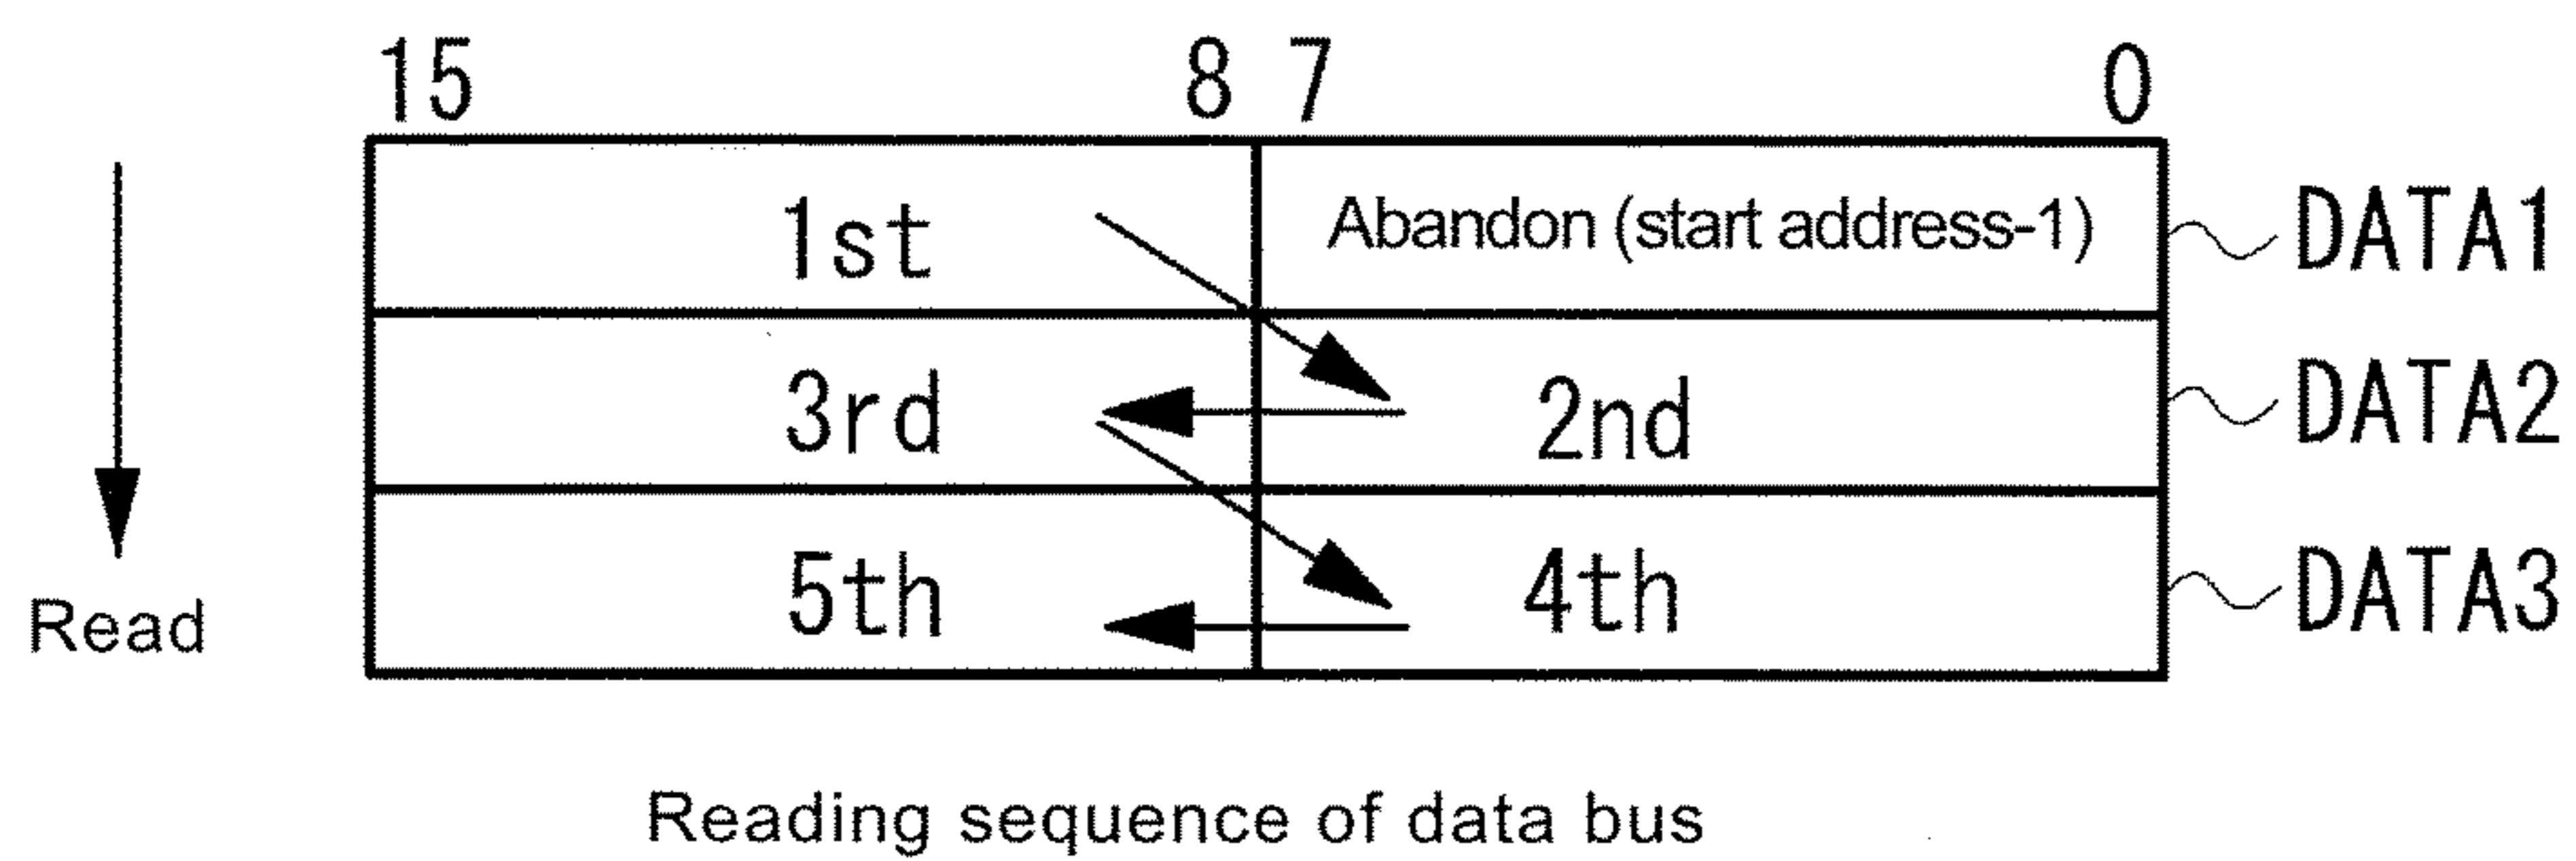 15 8 7 0
1st Abandon (start address-1) DATA1
3rd 2nd DATA2
5th 4th DATA3
Read
Reading sequence of data bus